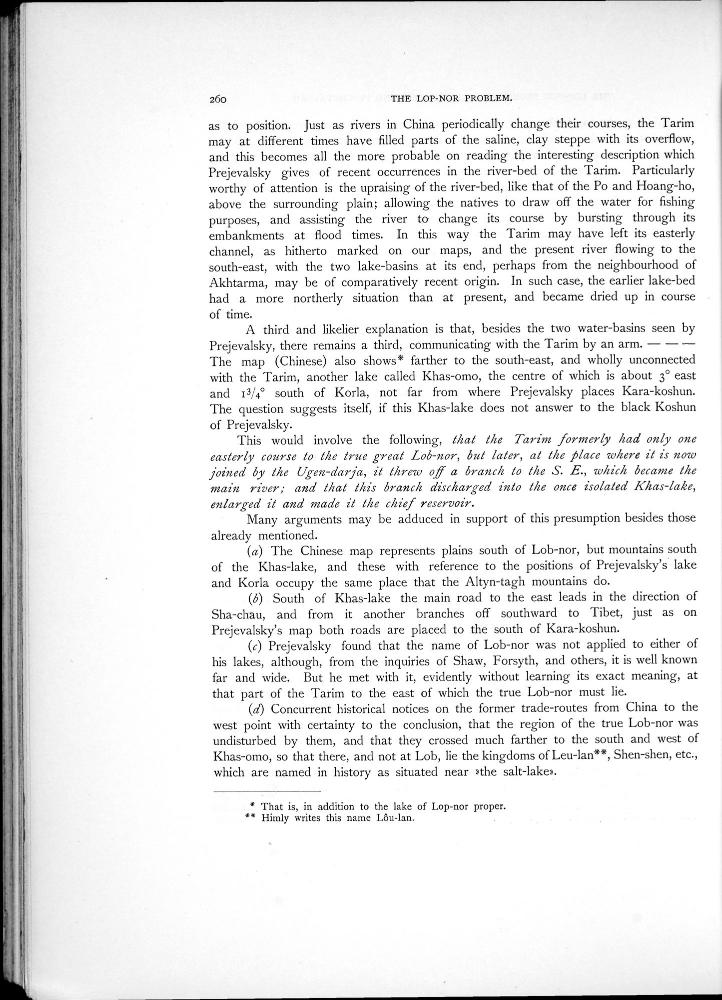 260 THE LOP-NOR PROBLEM.
as to position. Just as rivers in China periodically change their courses, the Tarim
may at different times have filled parts of the saline, clay steppe with its overflow,
and this becomes all the more probable on reading the interesting description which
Prejevalsky gives of recent occurrences in the river-bed of the Tarim. Particularly
worthy of attention is the upraising of the river-bed, like that of the Po and Hoang-ho,
above the surrounding plain; allowing the natives to draw off the water for fishing
purposes, and assisting the river to change its course by bursting through its
embankments at flood times. In this way the Tarim may have left its easterly
channel, as hitherto marked on our maps, and the present river flowing to the
south-east, with the two lake-basins at its end, perhaps from the neighbourhood of
Akhtarma, may be of comparatively recent origin. In such case, the earlier lake-bed
had a more northerly situation than at present, and became dried up in course
of time.
A third and likelier explanation is that, besides the two water-basins seen by
Prejevalsky, there remains a third, communicating with the Tarim by an arm. — — —
The map (Chinese) also shows* farther to the south-east, and wholly unconnected
with the Tarim, another lake called Khas-omo, the centre of which is about 3° east
and 1³/₄° south of Korla, not far from where Prejevalsky places Kara-koshun.
The question suggests itself, if this Khas-lake does not answer to the black Koshun
of Prejevalsky.
This would involve the following, that the Tarim formerly had only one
easterly course to the true great Lob-nor, but later, at the place where it is now
joined by the Ugen-darja, it threw off a branch to the S. E., which became the
main river; and that this branch discharged into the once isolated Khas-lake,
enlarged it and made it the chief reservoir.
Many arguments may be adduced in support of this presumption besides those
already mentioned.
(a) The Chinese map represents plains south of Lob-nor, but mountains south
of the Khas-lake, and these with reference to the positions of Prejevalsky's lake
and Korla occupy the same place that the Altyn-tagh mountains do.
(b) South of Khas-lake the main road to the east leads in the direction of
Sha-chau, and from it another branches off southward to Tibet, just as on
Prejevalsky's map both roads are placed to the south of Kara-koshun.
(c) Prejevalsky found that the name of Lob-nor was not applied to either of
his lakes, although, from the inquiries of Shaw, Forsyth, and others, it is well known
far and wide. But he met with it, evidently without learning its exact meaning, at
that part of the Tarim to the east of which the true Lob-nor must lie.
(d) Concurrent historical notices on the former trade-routes from China to the
west point with certainty to the conclusion, that the region of the true Lob-nor was
undisturbed by them, and that they crossed much farther to the south and west of
Khas-omo, so that there, and not at Lob, lie the kingdoms of Leu-lan**, Shen-shen, etc.,
which are named in history as situated near »the salt-lake».
* That is, in addition to the lake of Lop-nor proper.
** Himly writes this name Lôu-lan.